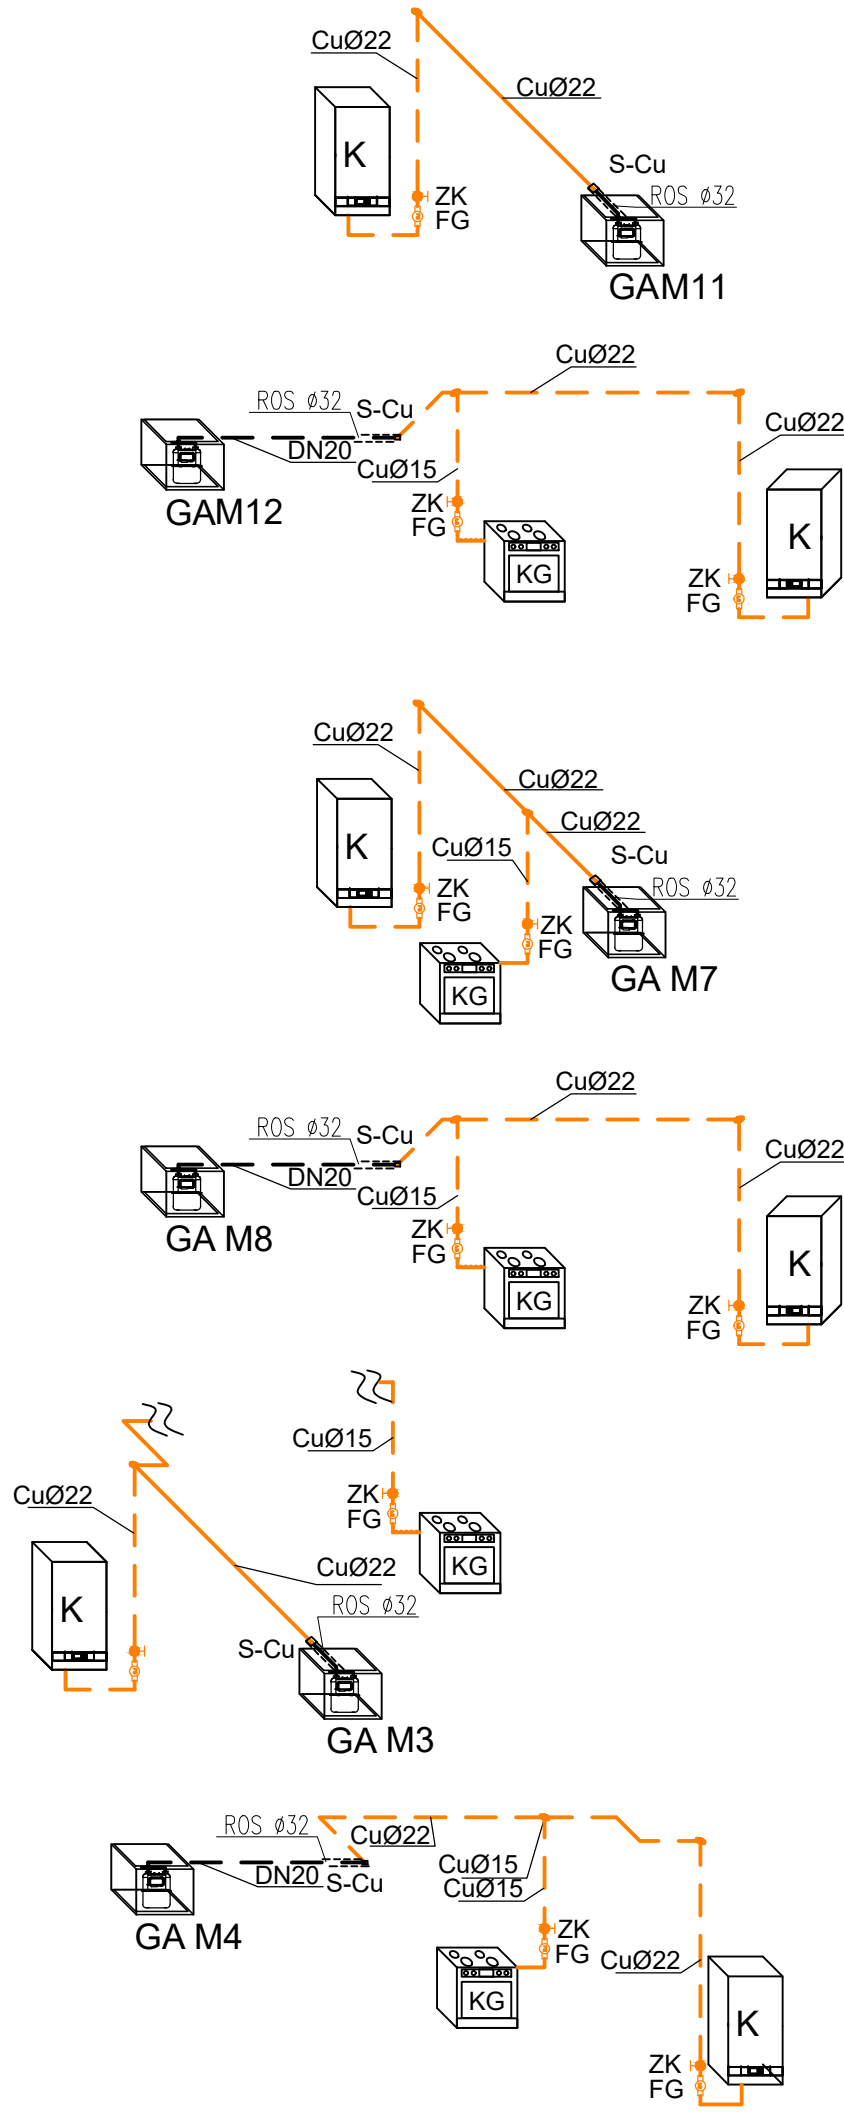 CuØ22
CuØ22
K
S-Cu
ROS ø32
ZK
FG
GAM11
CuØ22
ROS ø32
S-Cu
CuØ22
DN20
CuØ15
GAM12
ZK
FG
K
KG
ZK
FG
CuØ22
CuØ22
CuØ22
CuØ15
K
S-Cu
ROS ø32
ZK
FG
ZK
FG
GA M7
KG
CuØ22
ROS ø32
S-Cu
CuØ22
DN20
CuØ15
GA M8
ZK
FG
K
KG
ZK
FG
CuØ15
CuØ22
ZK
FG
KG
CuØ22
K
ROS ø32
S-Cu
GA M3
ROS ø32
CuØ22
CuØ15
DN20
S-Cu
CuØ15
GA M4
ZK
FG
CuØ22
KG
K
ZK
FG